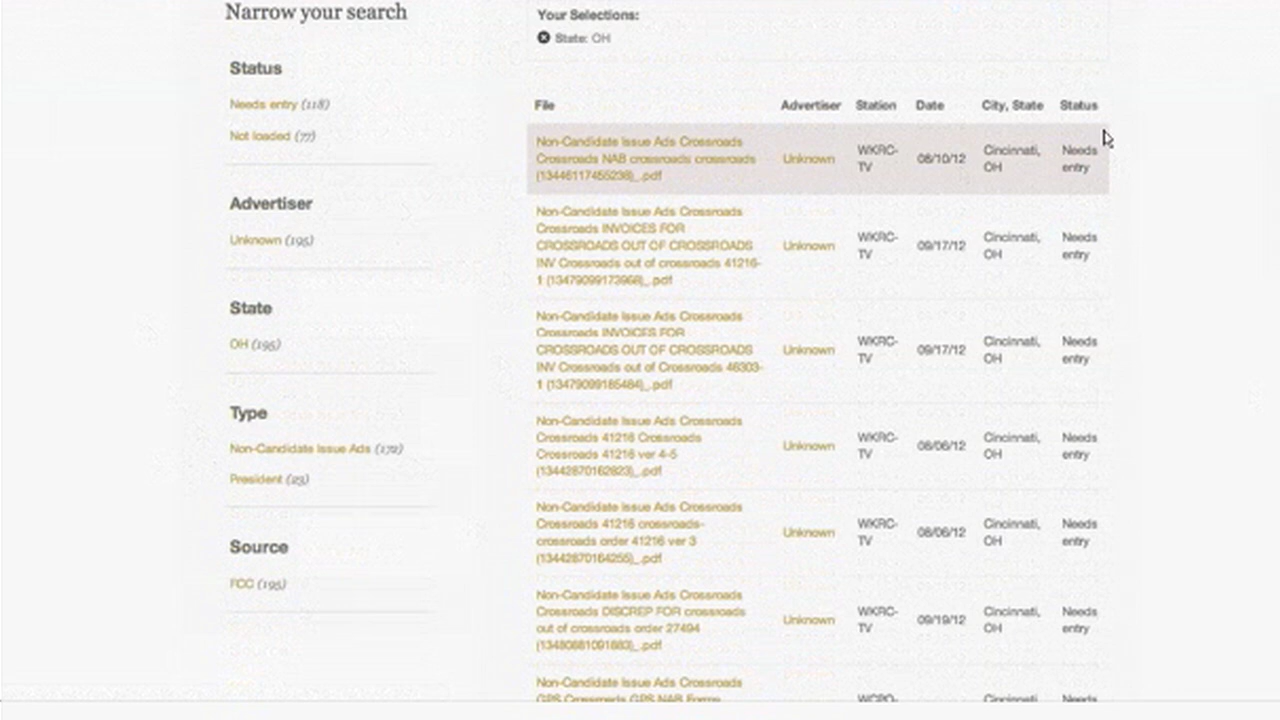 Narrow your search
Status
Needs entry (118)
Not loaded (77)
Advertiser
Unknown (195)
State
OH (195)
Type
Non-Candidate Issue Ads (172)
President (23)
Source
FCC (195)
Your Selections:
State: OH
File Advertiser Station Date City, State Status
Non-Candidate Issue Ads Crossroads
Crossroads NAB crossroads crossroads
(13446117455238)_.pdf
Unknown
WKRC-
TV
08/10/12
Cincinnati,
OH
Needs
entry
Non-Candidate Issue Ads Crossroads
Crossroads INVOICES FOR
CROSSROADS OUT OF CROSSROADS
INV Crossroads out of crossroads 41216-
1 (13479099173968)_.pdf
Unknown
WKRC-
TV
09/17/12
Cincinnati,
OH
Needs
entry
Non-Candidate Issue Ads Crossroads
Crossroads INVOICES FOR
CROSSROADS OUT OF CROSSROADS
INV Crossroads out of Crossroads 46303-
1 (13479099185484)_.pdf
Unknown
WKRC-
TV
09/17/12
Cincinnati,
OH
Needs
entry
Non-Candidate Issue Ads Crossroads
Crossroads 41216 Crossroads
Crossroads 41216 ver 4-5
(13442870162823)_.pdf
Unknown
WKRC-
TV
08/06/12
Cincinnati,
OH
Needs
entry
Non-Candidate Issue Ads Crossroads
Crossroads 41216 crossroads-
crossroads order 41216 ver 3
(13442870164255)_.pdf
Unknown
WKRC-
TV
08/06/12
Cincinnati,
OH
Needs
entry
Non-Candidate Issue Ads Crossroads
Crossroads DISCREP FOR crossroads
out of crossroads order 27494
(13480881091883)_.pdf
Unknown
WKRC-
TV
09/19/12
Cincinnati,
OH
Needs
entry
Non-Candidate Issue Ads Crossroads
GPS Crossroads GPS NAB Forms
WCPO-
Cincinnati,
Needs